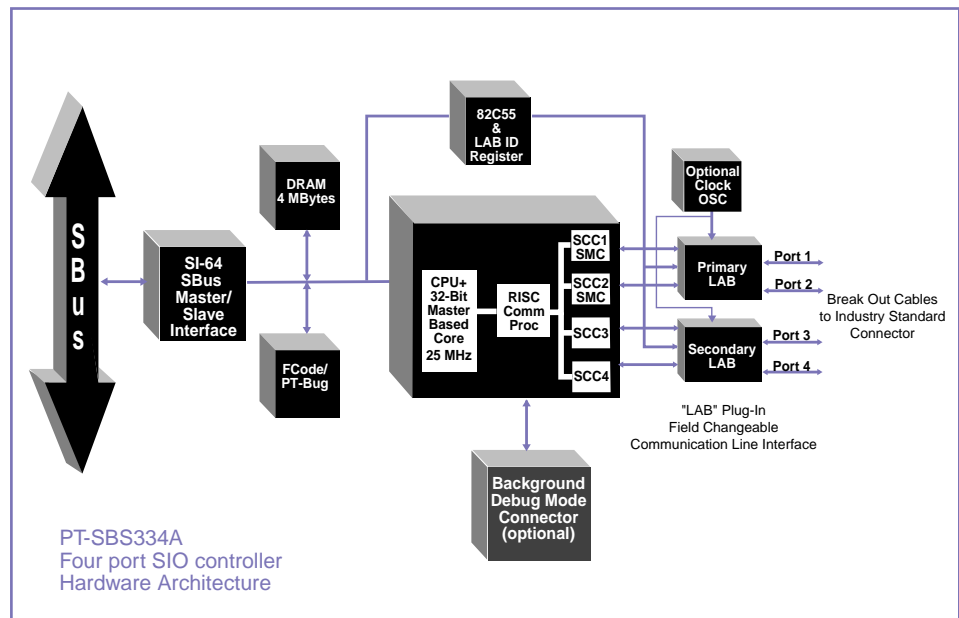 82C55
&
LAB ID
Register
DRAM
4 MBytes
Optional
Clock
OSC
SBus
SI-64
SBus
Master/
Slave
Interface
CPU+
32-Bit
Master
Based
Core
25 MHz
RISC
Comm
Proc
SCC1
SMC
SCC2
SMC
SCC3
SCC4
Primary
LAB
Port 1
Port 2
Secondary
LAB
Port 3
Port 4
Break Out Cables
to Industry Standard
Connector
FCode/
PT-Bug
"LAB" Plug-In
Field Changeable
Communication Line Interface
Background
Debug Mode
Connector
(optional)
PT-SBS334A
Four port SIO controller
Hardware Architecture